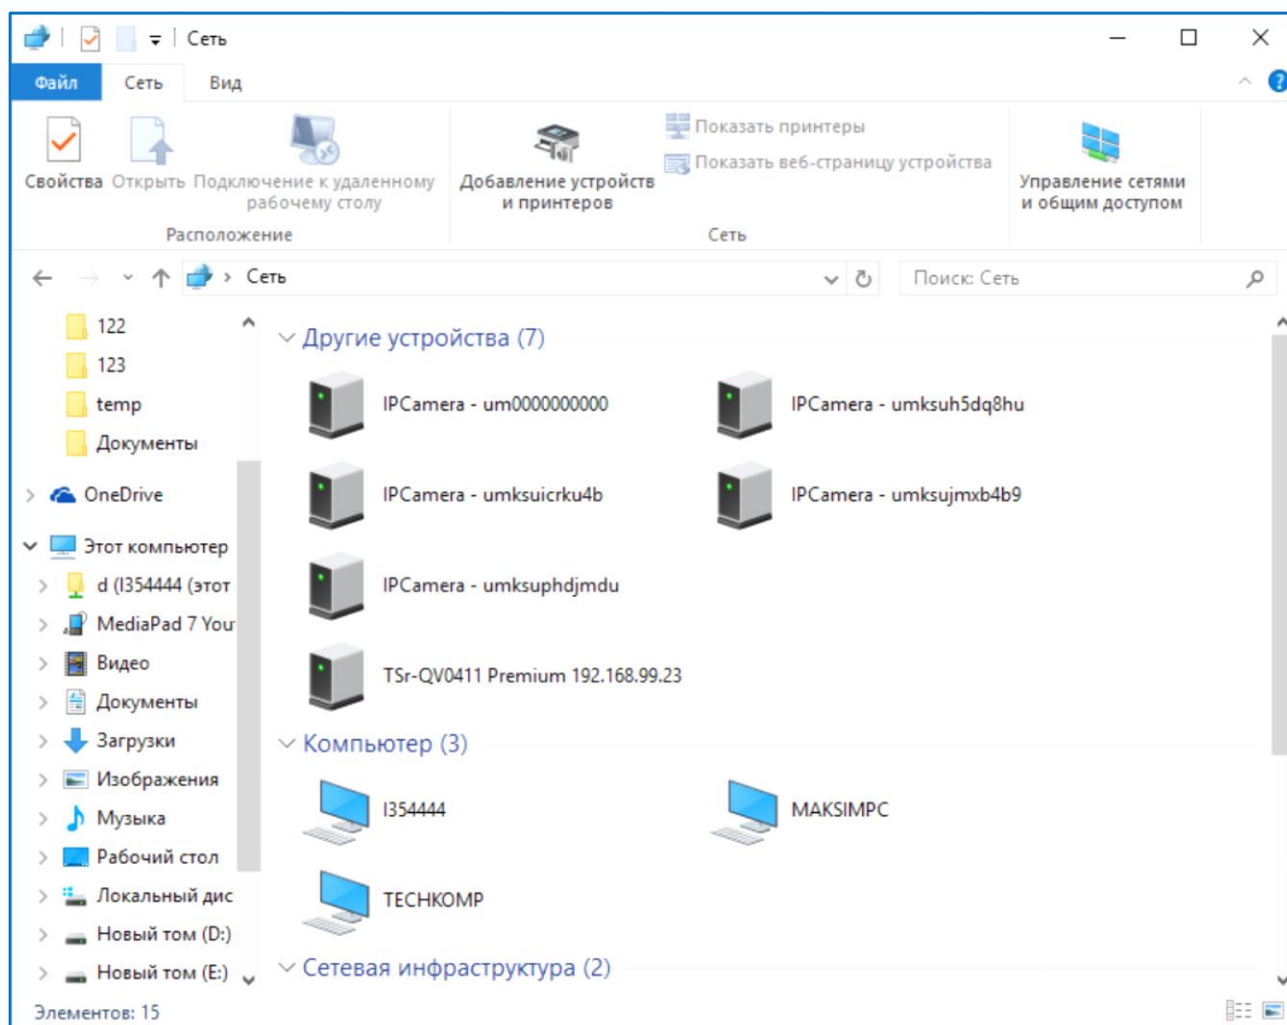 Сеть
Файл Сеть Вид
Свойства Открыть Подключение к удаленному рабочему столу
Расположение
Добавление устройств и принтеров
Показать принтеры
Показать веб-страницу устройства
Сеть
Управление сетями и общим доступом
Сеть
Поиск: Сеть
122
123
temp
Документы
OneDrive
Этот компьютер
d (I354444 (этот
MediaPad 7 You
Видео
Документы
Загрузки
Изображения
Музыка
Рабочий стол
Локальный дис
Новый том (D:)
Новый том (E:)
Другие устройства (7)
IPCamera - um0000000000
IPCamera - umksuh5dq8hu
IPCamera - umksuicrku4b
IPCamera - umksujmxb4b9
IPCamera - umksuphdjmdu
TSr-QV0411 Premium 192.168.99.23
Компьютер (3)
I354444
MAKSIMPC
TECHKOMP
Сетевая инфраструктура (2)
Элементов: 15